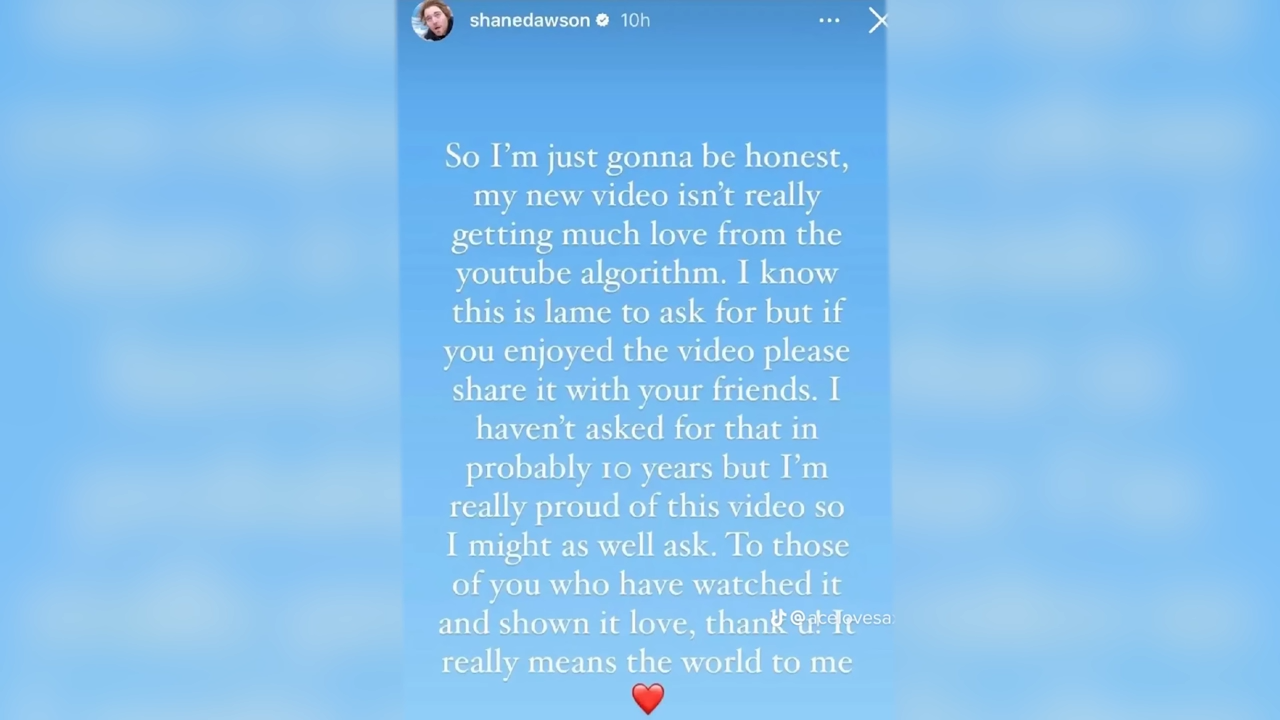 shanedawson 10h
So I'm just gonna be honest,
my new video isn't really
getting much love from the
youtube algorithm. I know
this is lame to ask for but if
you enjoyed the video please
share it with your friends. I
haven't asked for that in
probably 10 years but I'm
really proud of this video so
I might as well ask. To those
of you who have watched it
and shown it love, thank u! It
@acelovesa
really means the world to me
❤️